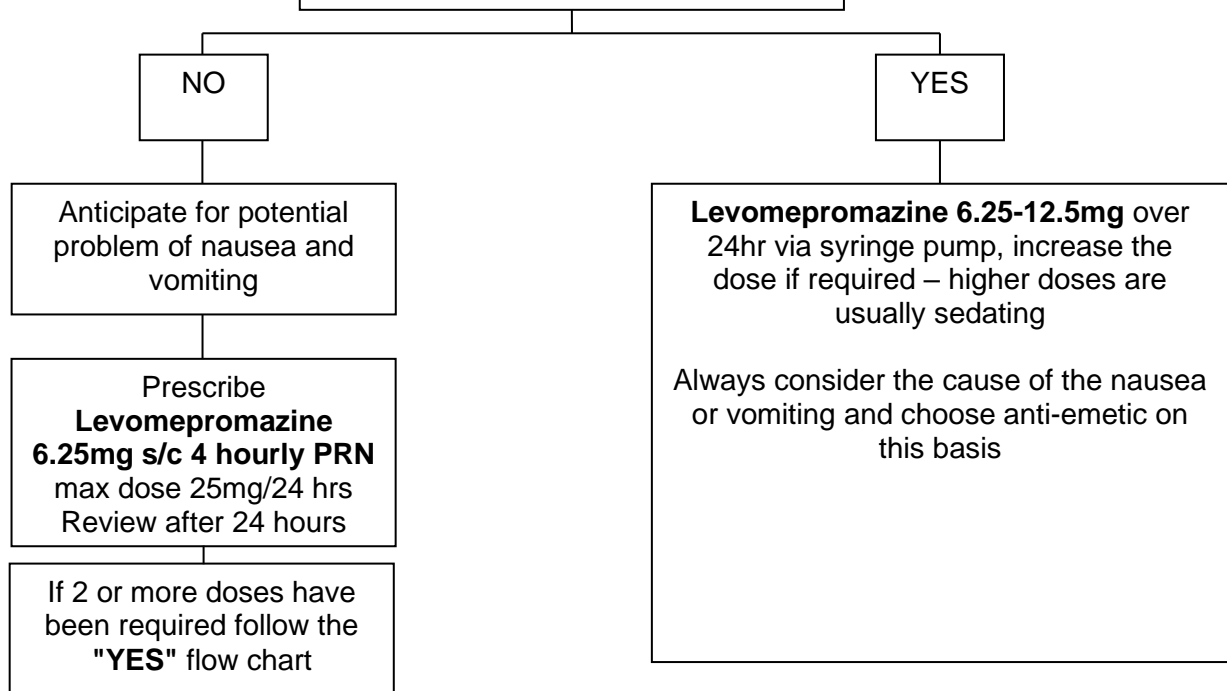 NO
YES
Anticipate for potential
problem of nausea and
vomiting
Prescribe
Levomepromazine
6.25mg s/c 4 hourly PRN
max dose 25mg/24 hrs
Review after 24 hours
If 2 or more doses have
been required follow the
"YES" flow chart
Levomepromazine 6.25-12.5mg over
24hr via syringe pump, increase the
dose if required – higher doses are
usually sedating
Always consider the cause of the nausea
or vomiting and choose anti-emetic on
this basis